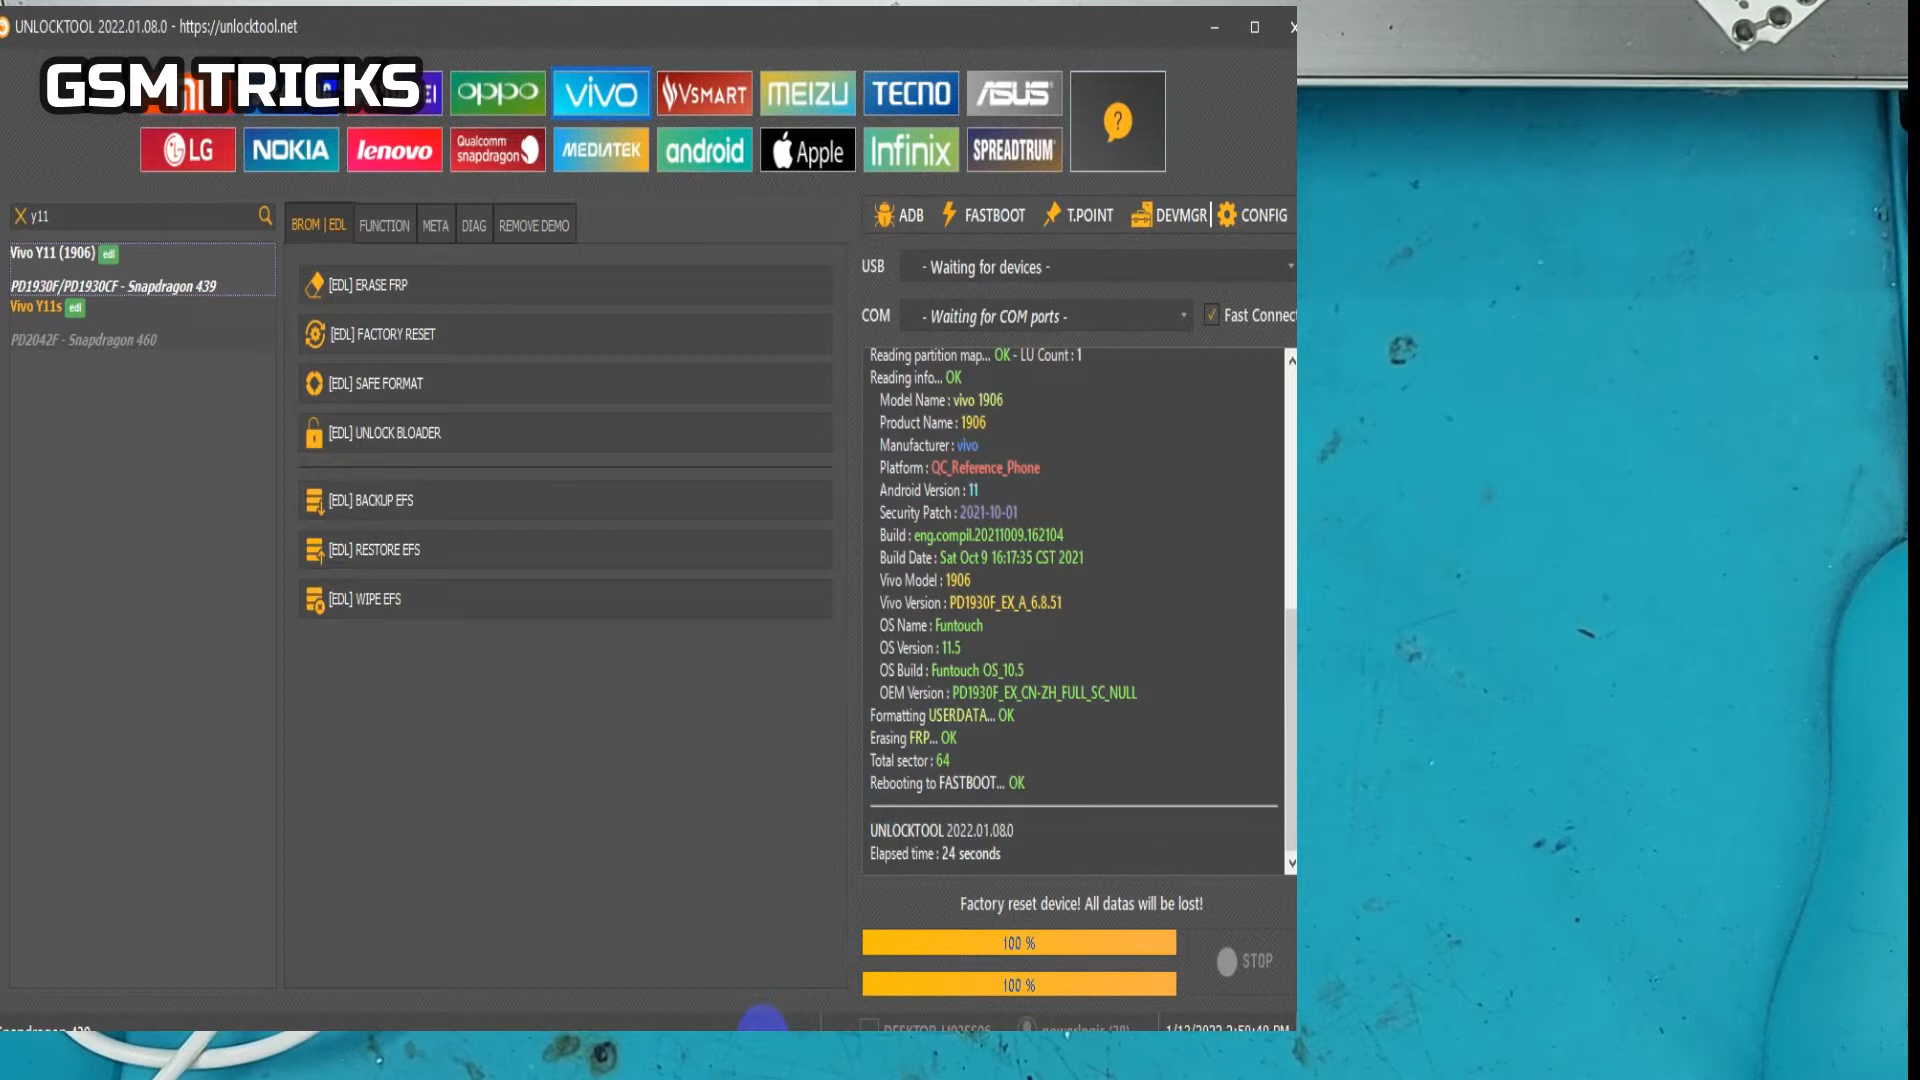 UNLOCKTOOL 2022.01.08.0 - https://unlocktool.net
GSM TRICKS
oppo
vivo
VSMART
MEIZU
TECNO
ASUS
?
LG
NOKIA
lenovo
Qualcomm snapdragon
MEDIATEK
android
Apple
Infinix
SPREADTRUM
y11
Vivo Y11 (1906) edl
PD1930F/PD1930CF - Snapdragon 439
Vivo Y11s edl
PD2042F - Snapdragon 460
BROM | EDL
FUNCTION
META
DIAG
REMOVE DEMO
[EDL] ERASE FRP
[EDL] FACTORY RESET
[EDL] SAFE FORMAT
[EDL] UNLOCK BLOADER
[EDL] BACKUP EFS
[EDL] RESTORE EFS
[EDL] WIPE EFS
ADB
FASTBOOT
T.POINT
DEVMGR
CONFIG
USB - Waiting for devices -
COM - Waiting for COM ports -
Fast Connect
Reading partition map... OK - LU Count : 1
Reading info... OK
Model Name : vivo 1906
Product Name : 1906
Manufacturer : vivo
Platform : QC_Reference_Phone
Android Version : 11
Security Patch : 2021-10-01
Build : eng.compil.20211009.162104
Build Date : Sat Oct 9 16:17:35 CST 2021
Vivo Model : 1906
Vivo Version : PD1930F_EX_A_6.8.51
OS Name : Funtouch
OS Version : 11.5
OS Build : Funtouch OS_10.5
OEM Version : PD1930F_EX_CN-ZH_FULL_SC_NULL
Formatting USERDATA... OK
Erasing FRP... OK
Total sector : 64
Rebooting to FASTBOOT... OK
UNLOCKTOOL 2022.01.08.0
Elapsed time : 24 seconds
Factory reset device! All datas will be lost!
100 %
100 %
STOP